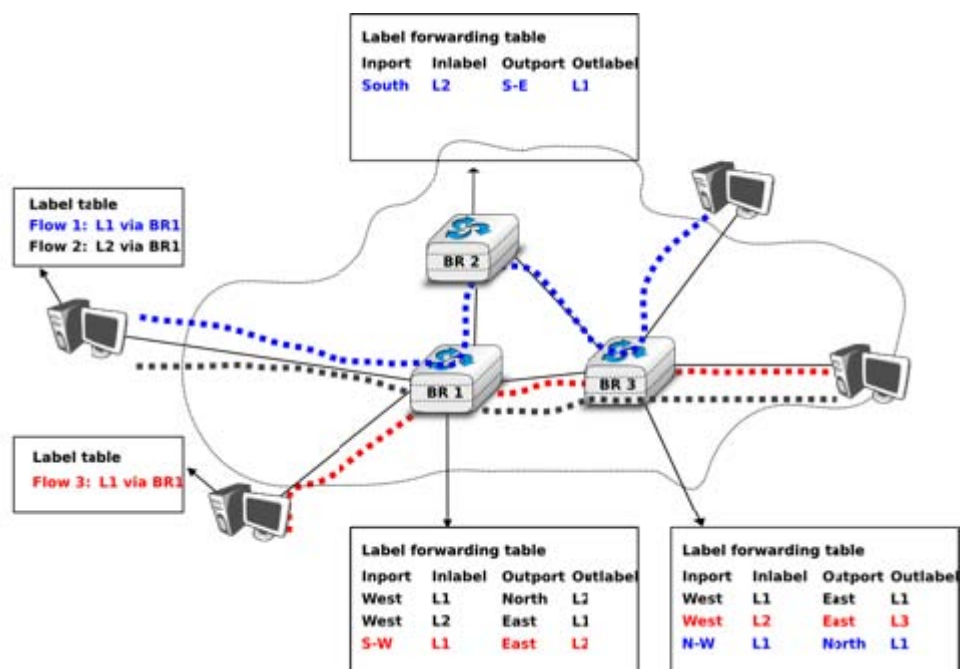 Label forwarding table
Inport Inlabel Outport Outlabel
South L2 S-E L1
Label table
Flow 1: L1 via BR1
Flow 2: L2 via BR1
BR 2
BR 1
BR 3
Label table
Flow 3: L1 via BR1
Label forwarding table
Inport Inlabel Outport Outlabel
West L1 North L2
West L2 East L1
S-W L1 East L2
Label forwarding table
Inport Inlabel Outport Outlabel
West L1 East L1
West L2 East L3
N-W L1 North L1